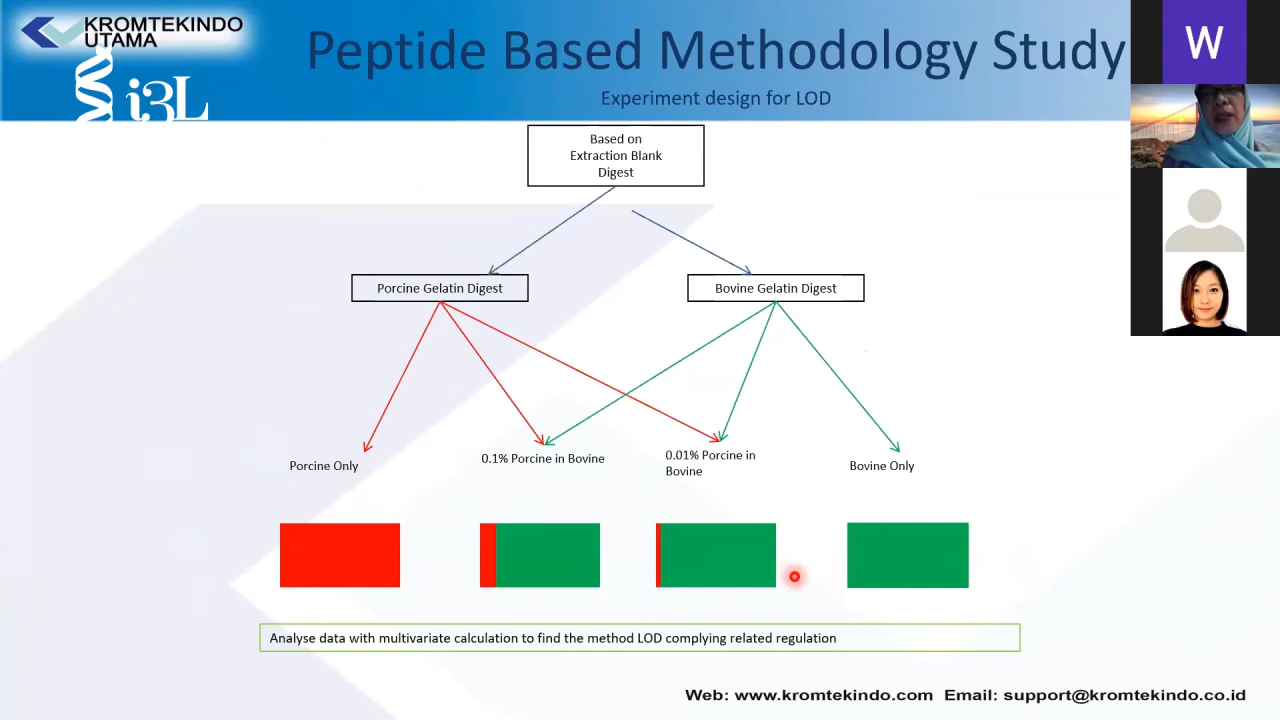 KROMTEKINDO
UTAMA
i3L
Peptide Based Methodology Study
Experiment design for LOD
W
Based on
Extraction Blank
Digest
Porcine Gelatin Digest
Bovine Gelatin Digest
Porcine Only
0.1% Porcine in Bovine
0.01% Porcine in
Bovine
Bovine Only
Analyse data with multivariate calculation to find the method LOD complying related regulation
Web: www.kromtekindo.com Email: support@kromtekindo.co.id